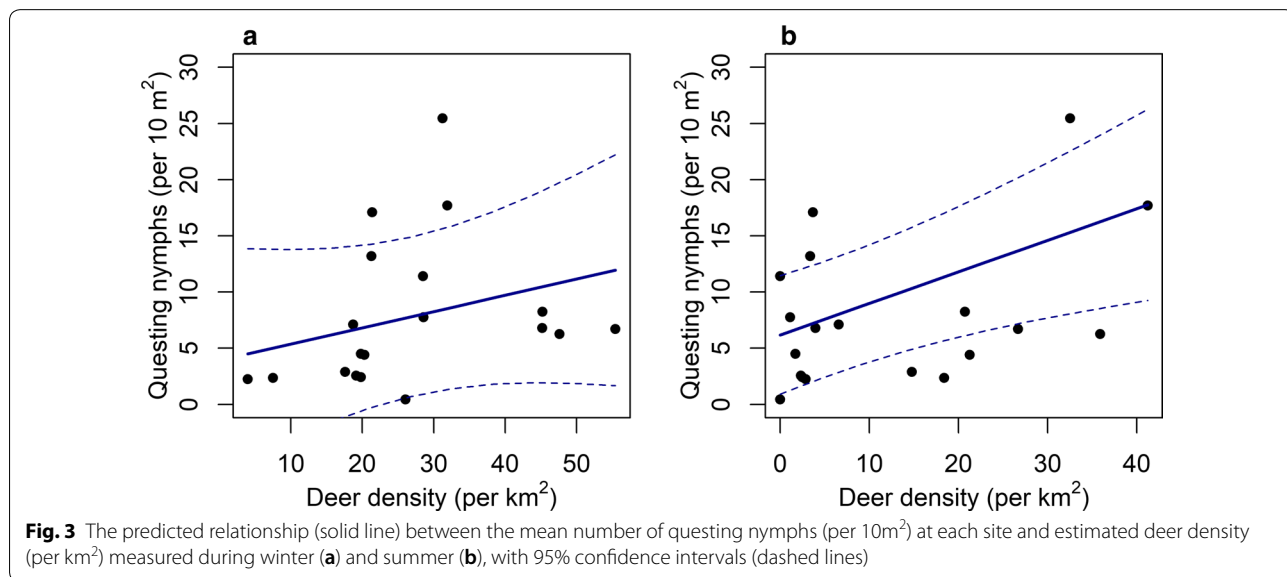 a
b
Questing nymphs (per 10 m²)
30
25
20
15
10
5
0
10 20 30 40 50
Deer density (per km²)
Questing nymphs (per 10 m²)
30
25
20
15
10
5
0
0 10 20 30 40
Deer density (per km²)
Fig. 3 The predicted relationship (solid line) between the mean number of questing nymphs (per 10m²) at each site and estimated deer density
(per km²) measured during winter (a) and summer (b), with 95% confidence intervals (dashed lines)